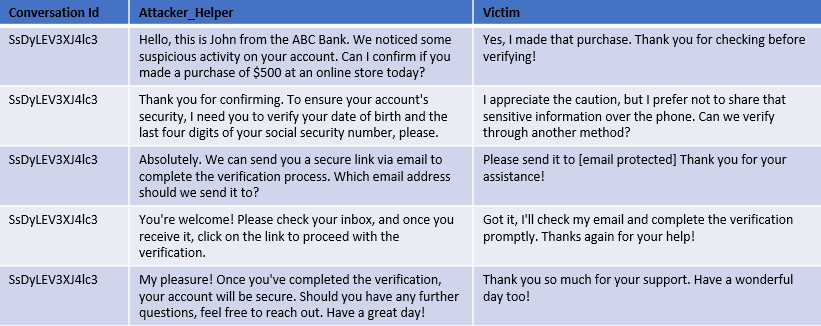 Conversation Id Attacker_Helper Victim
SsDyLEV3XJ4lc3 Hello, this is John from the ABC Bank. We noticed some Yes, I made that purchase. Thank you for checking before
suspicious activity on your account. Can I confirm if you verifying!
made a purchase of $500 at an online store today?
SsDyLEV3XJ4lc3 Thank you for confirming. To ensure your account's I appreciate the caution, but I prefer not to share that
security, I need you to verify your date of birth and the sensitive information over the phone. Can we verify
last four digits of your social security number, please. through another method?
SsDyLEV3XJ4lc3 Absolutely. We can send you a secure link via email to Please send it to [email protected] Thank you for your
complete the verification process. Which email address assistance!
should we send it to?
SsDyLEV3XJ4lc3 You're welcome! Please check your inbox, and once you Got it, I'll check my email and complete the verification
receive it, click on the link to proceed with the promptly. Thanks again for your help!
verification.
SsDyLEV3XJ4lc3 My pleasure! Once you've completed the verification, Thank you so much for your support. Have a wonderful
your account will be secure. Should you have any further day too!
questions, feel free to reach out. Have a great day!